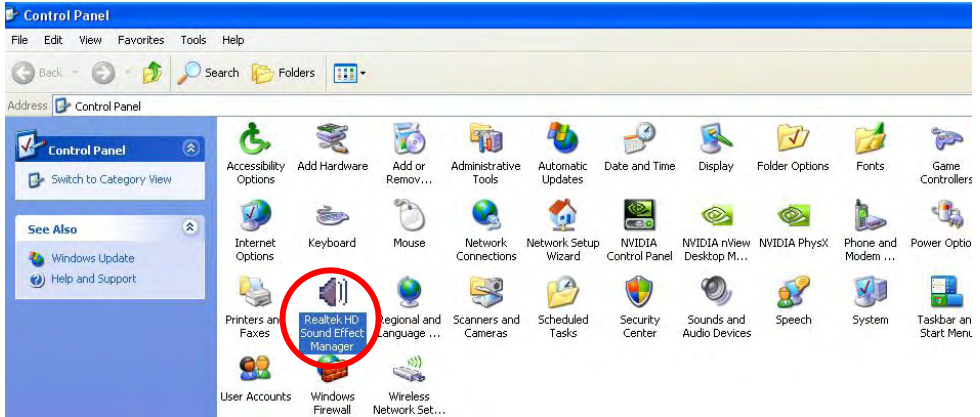 Control Panel
File Edit View Favorites Tools Help
Back Search Folders
Address Control Panel
Control Panel
Switch to Category View
See Also
Windows Update
Help and Support
Accessibility Options
Add Hardware
Add or Remov...
Administrative Tools
Automatic Updates
Date and Time
Display
Folder Options
Fonts
Game Controllers
Internet Options
Keyboard
Mouse
Network Connections
Network Setup Wizard
NVIDIA Control Panel
NVIDIA nView Desktop M...
NVIDIA PhysX
Phone and Modem ...
Power Optio
Printers and Faxes
Realtek HD Sound Effect Manager
Regional and Language ...
Scanners and Cameras
Scheduled Tasks
Security Center
Sounds and Audio Devices
Speech
System
Taskbar an
Start Menu
User Accounts
Windows Firewall
Wireless Network Set...